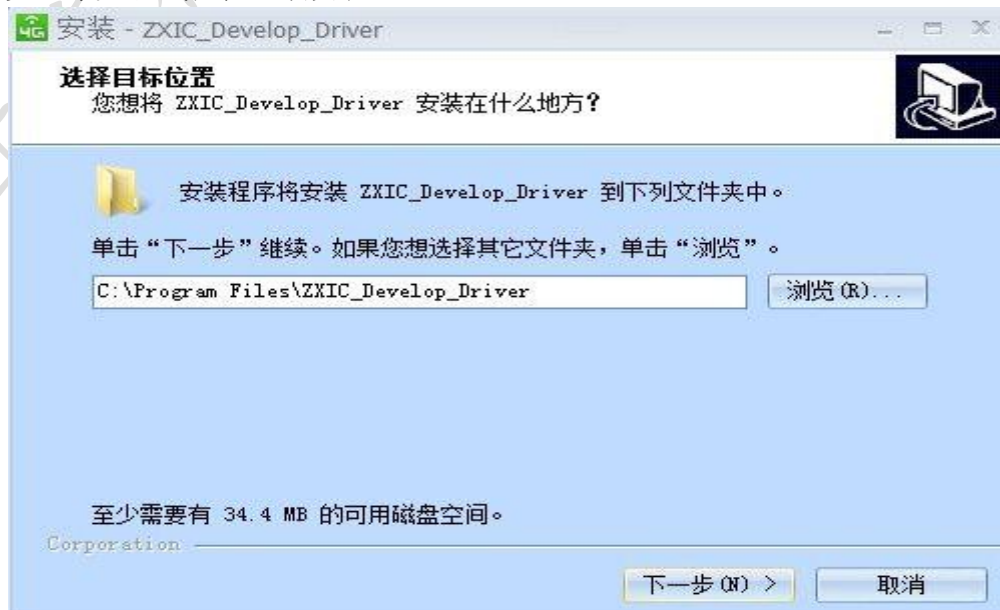 4G
安装 - ZXIC_Develop_Driver
选择目标位置
您想将 ZXIC_Develop_Driver 安装在什么地方?
安装程序将安装 ZXIC_Develop_Driver 到下列文件夹中。
单击“下一步”继续。如果您想选择其它文件夹，单击“浏览”。
C:\Program Files\ZXIC_Develop_Driver
浏览(R)...
至少需要有 34.4 MB 的可用磁盘空间。
Corporation
下一步(N) >
取消